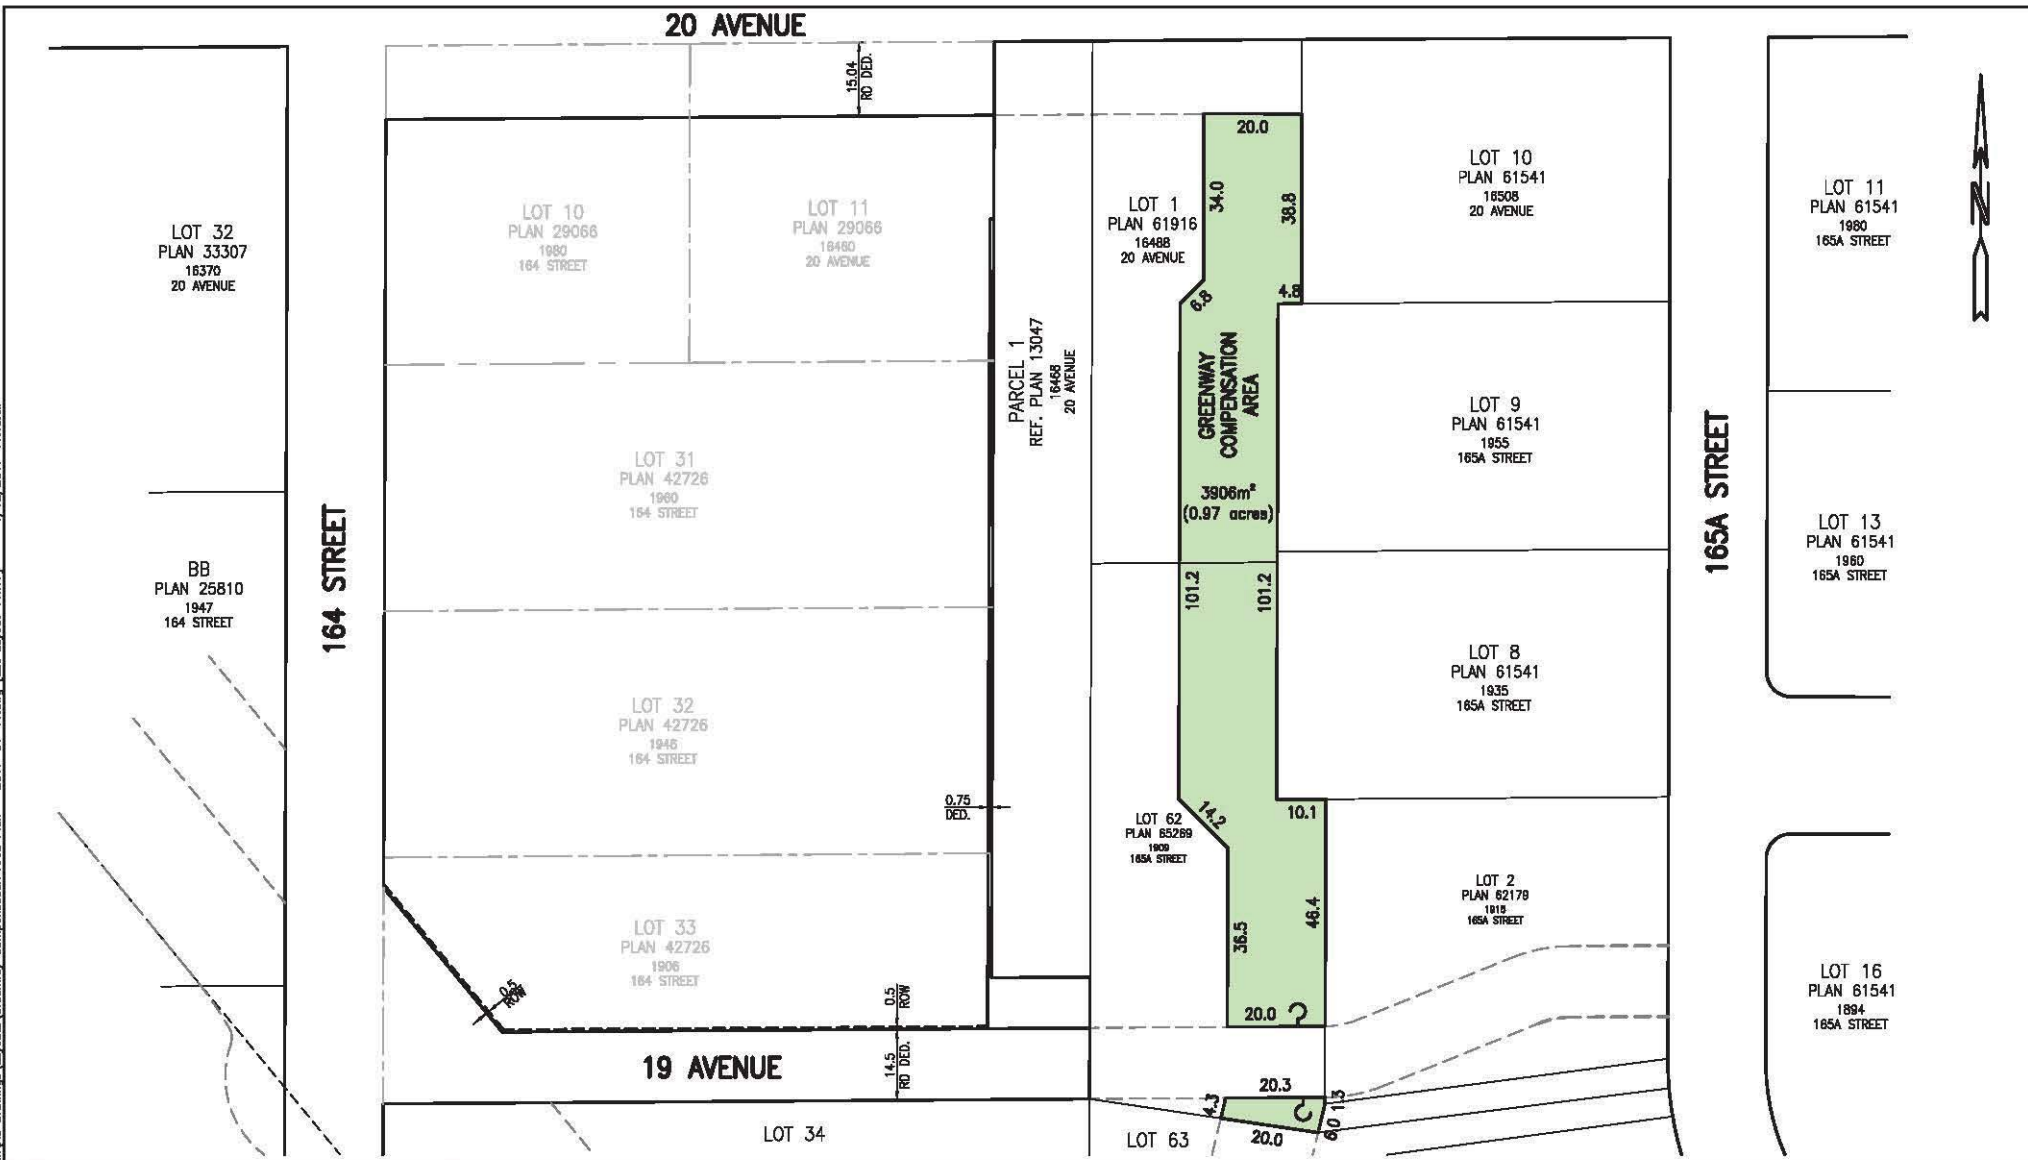 20 AVENUE
15.04
RD DED.
LOT 32
PLAN 33307
16370
20 AVENUE
LOT 10
PLAN 29066
1980
164 STREET
LOT 11
PLAN 29066
16460
20 AVENUE
LOT 1
PLAN 61916
16488
20 AVENUE
20.0
34.0
38.8
6.8
4.8
LOT 10
PLAN 61541
16508
20 AVENUE
LOT 11
PLAN 61541
1980
165A STREET
N
PARCEL 1
REF. PLAN 13047
16468
20 AVENUE
GREENWAY
COMPENSATION
AREA
3906m²
(0.97 acres)
LOT 9
PLAN 61541
1955
165A STREET
165A STREET
LOT 31
PLAN 42726
1960
164 STREET
BB
PLAN 25810
1947
164 STREET
164 STREET
101.2
101.2
LOT 13
PLAN 61541
1960
165A STREET
LOT 8
PLAN 61541
1935
165A STREET
LOT 32
PLAN 42726
1946
164 STREET
0.75
DED.
LOT 62
PLAN 65269
1909
165A STREET
14.2
10.1
36.5
46.4
LOT 2
PLAN 62179
1915
165A STREET
LOT 33
PLAN 42726
1906
164 STREET
0.5
ROW
0.5
ROW
20.0
LOT 16
PLAN 61541
1894
165A STREET
19 AVENUE
14.5
RD DED.
20.3
4.3
1.3
6.0
20.0
LOT 34
LOT 63